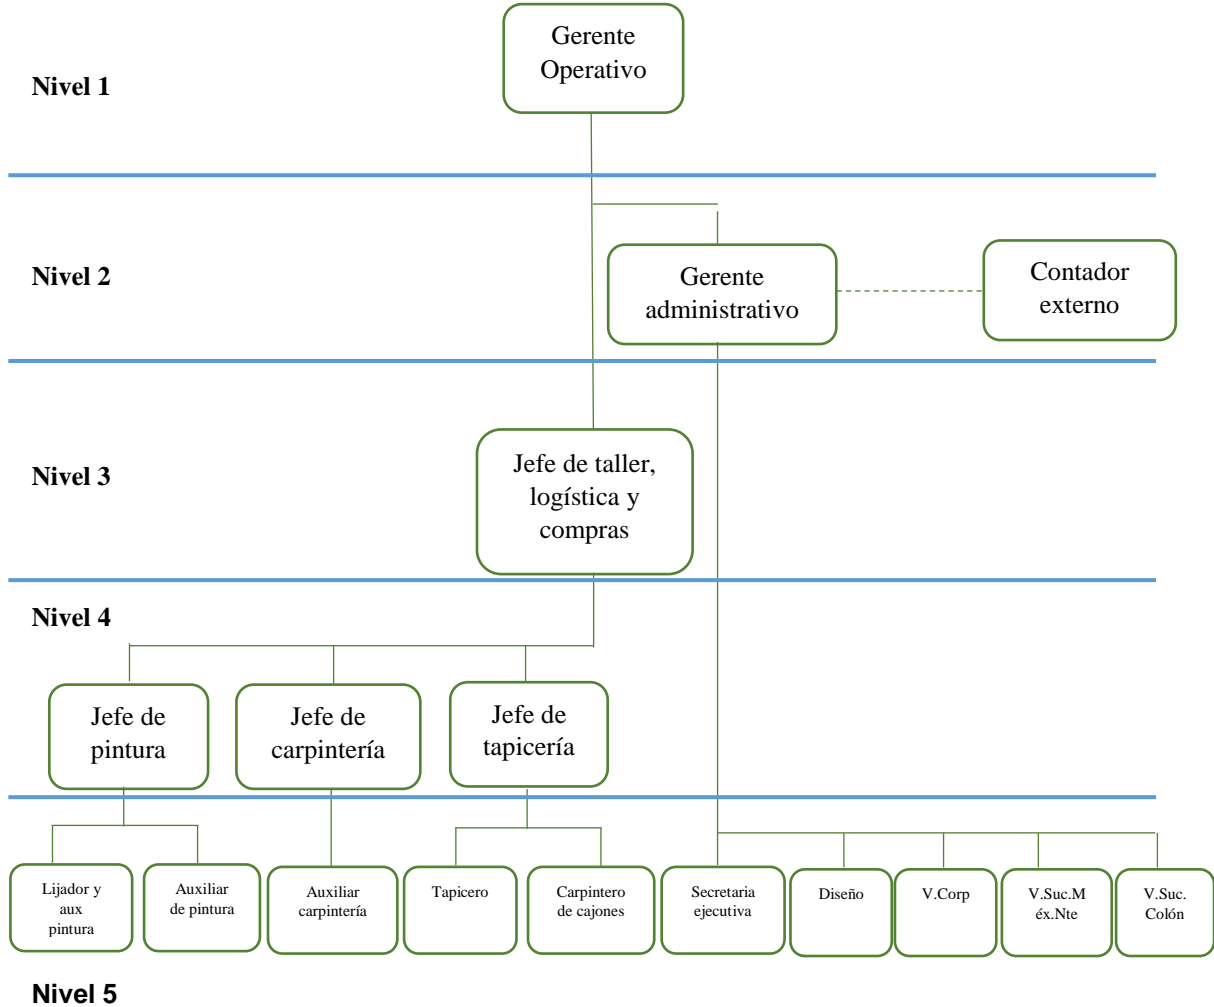 Gerente
Operativo
Nivel 1
Nivel 2
Gerente
administrativo
Contador
externo
Nivel 3
Jefe de taller,
logística y
compras
Nivel 4
Jefe de
pintura
Jefe de
carpintería
Jefe de
tapicería
Lijador y
aux
pintura
Auxiliar
de pintura
Auxiliar
carpintería
Tapicero
Carpintero
de cajones
Secretaria
ejecutiva
Diseño
V.Corp
V.Suc.M
éx.Nte
V.Suc.
Colón
Nivel 5